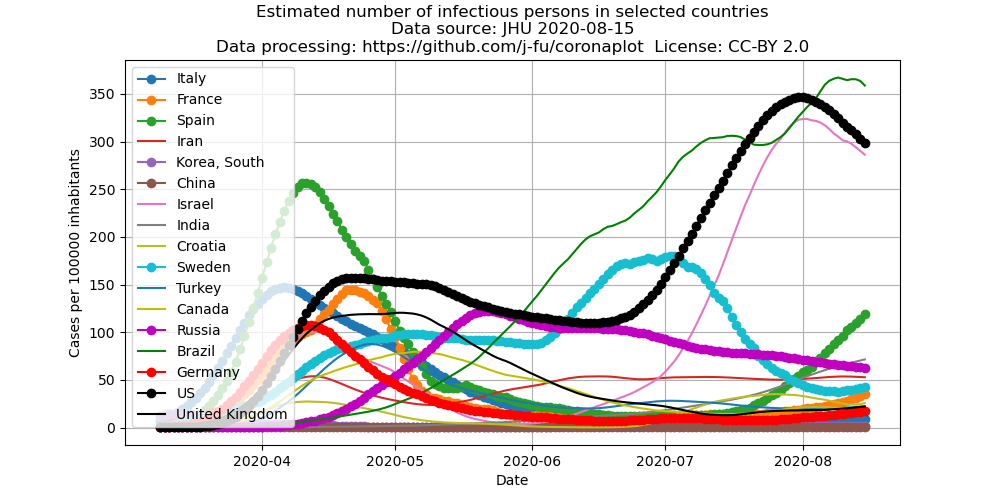 Estimated number of infectious persons in selected countries
Data source: JHU 2020-08-15
Data processing: https://github.com/j-fu/coronaplot License: CC-BY 2.0
Cases per 100000 inhabitants
350
300
250
200
150
100
50
0
Italy
France
Spain
Iran
Korea, South
China
Israel
India
Croatia
Sweden
Turkey
Canada
Russia
Brazil
Germany
US
United Kingdom
2020-04 2020-05 2020-06 2020-07 2020-08
Date